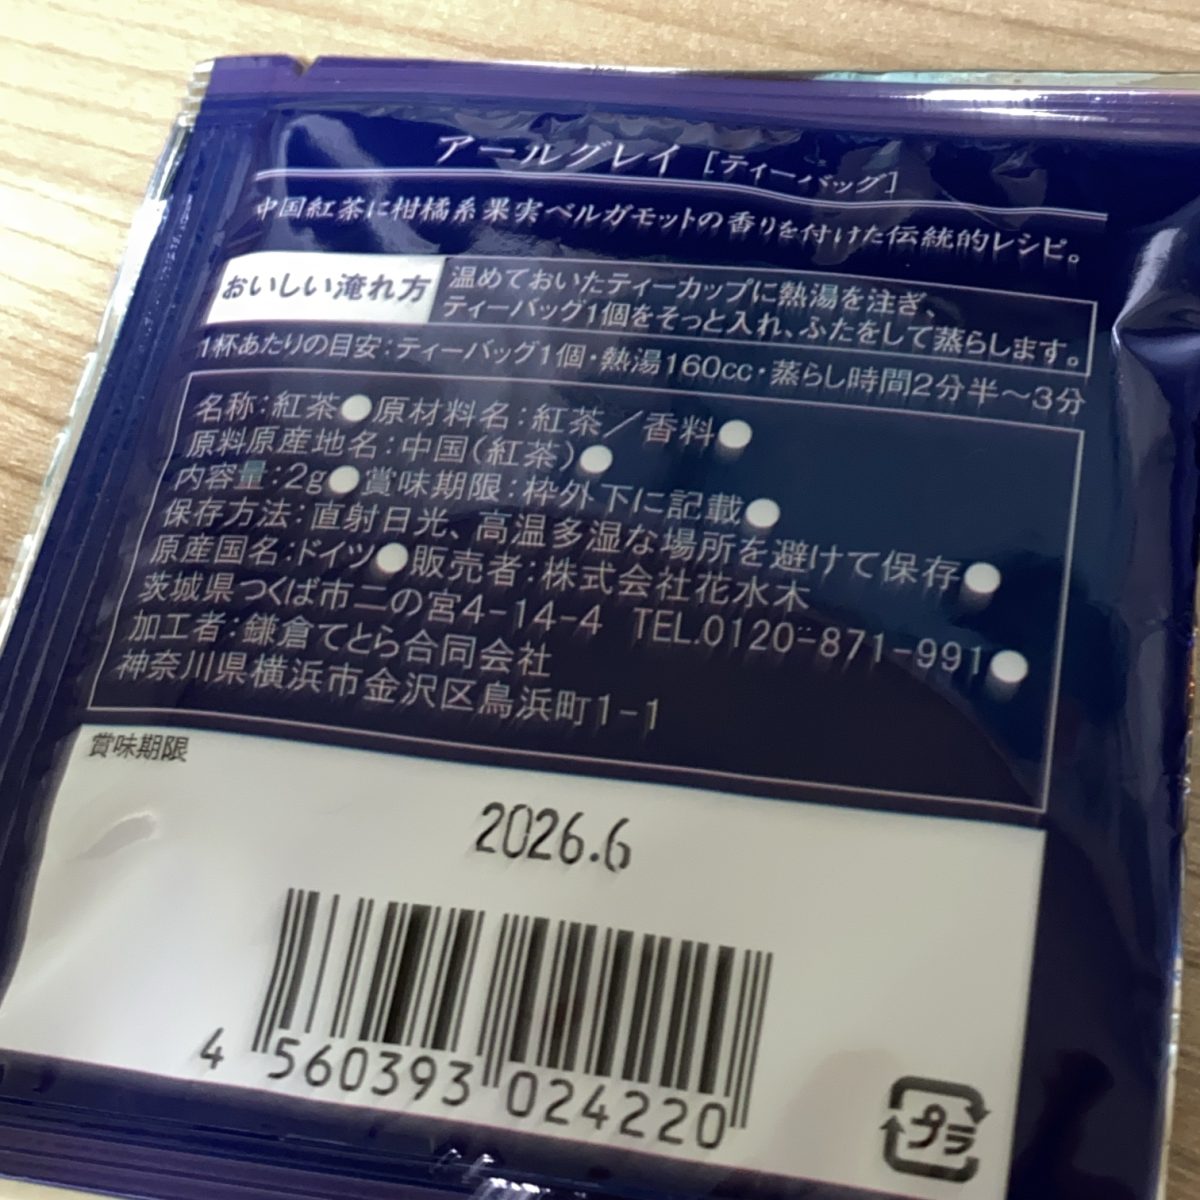 アールグレイ [ティーバッグ]
中国紅茶に柑橘系果実ベルガモットの香りを付けた伝統的レシピ。
おいしい淹れ方
温めておいたティーカップに熱湯を注ぎ、
ティーバッグ1個をそっと入れ、ふたをして蒸らします。
1杯あたりの目安：ティーバッグ1個・熱湯160cc・蒸らし時間2分半～3分
名称：紅茶●原材料名：紅茶／香料●
原料原産地名：中国（紅茶）●
内容量：2g●賞味期限：枠外下に記載●
保存方法：直射日光、高温多湿な場所を避けて保存●
原産国名：ドイツ●販売者：株式会社花水木
茨城県つくば市二の宮4-14-4 TEL.0120-871-991●
加工者：鎌倉てとら合同会社
神奈川県横浜市金沢区鳥浜町1-1
賞味期限
2026.6
4 560393 024220
プラ